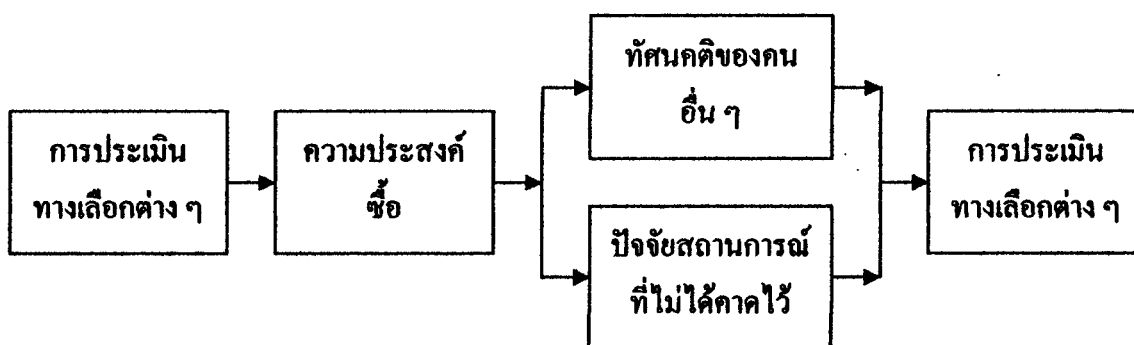 การประเมิน
ทางเลือกต่าง ๆ
ความประสงค์
ซื้อ
ทัศนคติของคน
อื่น ๆ
ปัจจัยสถานการณ์
ที่ไม่ได้คาดไว้
การประเมิน
ทางเลือกต่าง ๆ